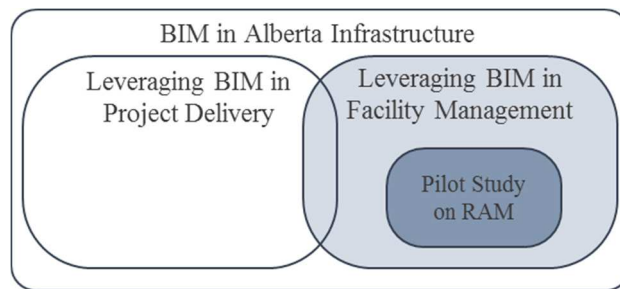 BIM in Alberta Infrastructure
Leveraging BIM in
Project Delivery
Leveraging BIM in
Facility Management
Pilot Study
on RAM